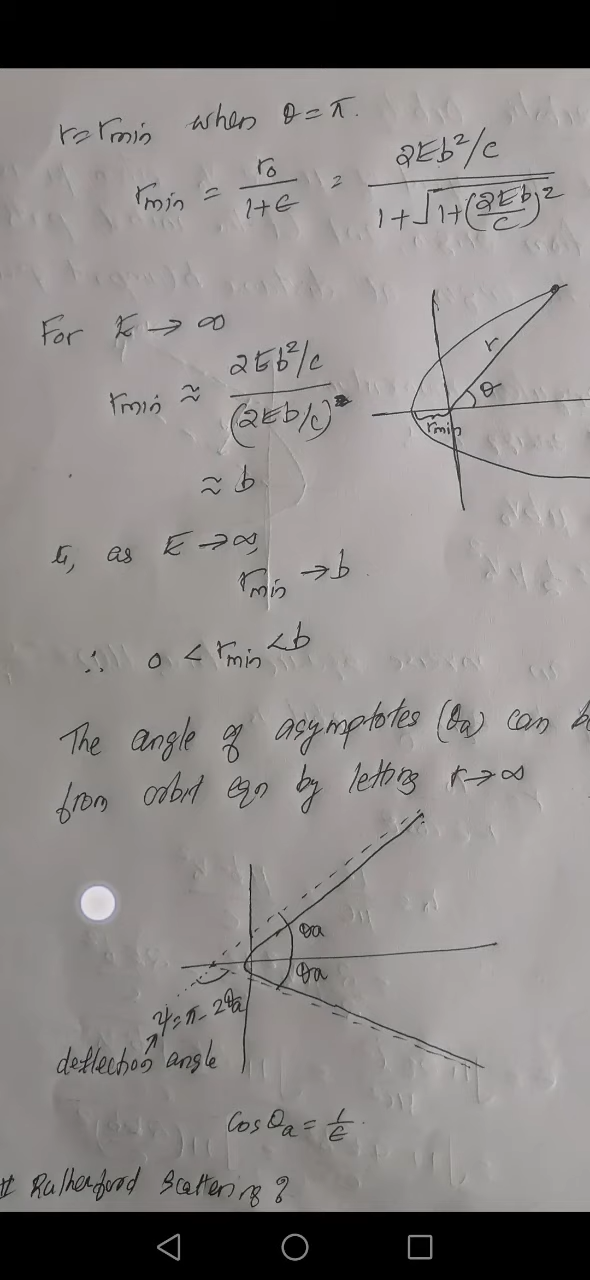 r = rmin when θ = π.
rmin = r₀/(1+ε) = (2Eb²/c)/(1+√(1+(2Eb/c)²))
For E → ∞
rmin ≈ (2Eb²/c)/(2Eb/c)
≈ b
r
θ
rmin
as E → ∞,
rmin → b.
∴ 0 < rmin < b
The angle of asymptotes (θa) can be
from orbit eqn by letting r → ∞
θa
θa
ψ = π - 2θa
deflection angle
cos θa = 1/ε.
# Rutherford Scattering ?